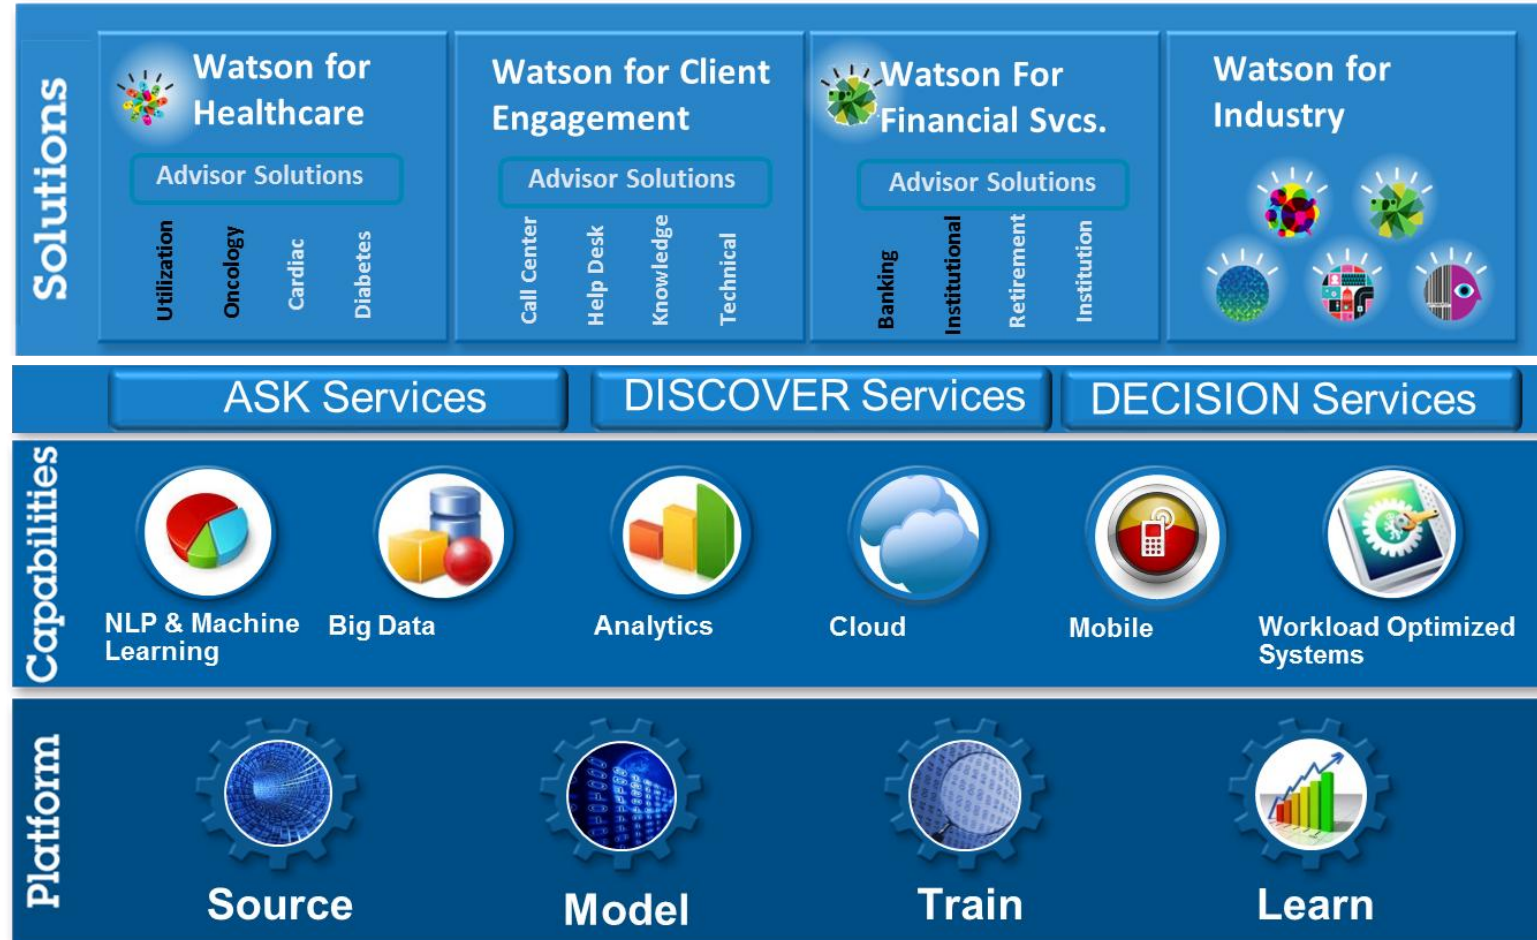 Solutions
Watson for
Healthcare
Advisor Solutions
Utilization
Oncology
Cardiac
Diabetes
Watson for Client
Engagement
Advisor Solutions
Call Center
Help Desk
Knowledge
Technical
Watson For
Financial Svcs.
Advisor Solutions
Banking
Institutional
Retirement
Institution
Watson for
Industry
ASK Services
DISCOVER Services
DECISION Services
Capabilities
NLP & Machine
Learning
Big Data
Analytics
Cloud
Mobile
Workload Optimized
Systems
Platform
Source
Model
Train
Learn